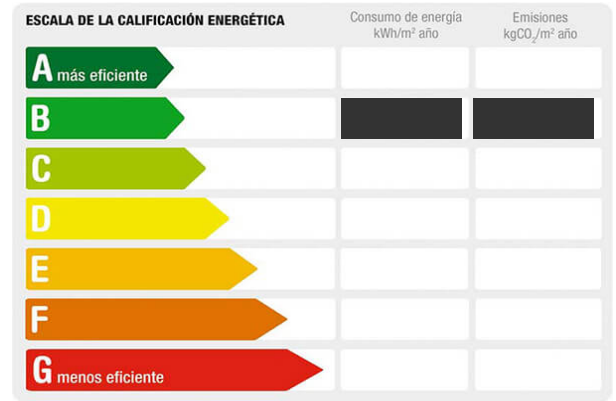 ESCALA DE LA CALIFICACIÓN ENERGÉTICA
Consumo de energía
kWh/m² año
Emisiones
kgCO₂/m² año
A más eficiente
B
C
D
E
F
G menos eficiente